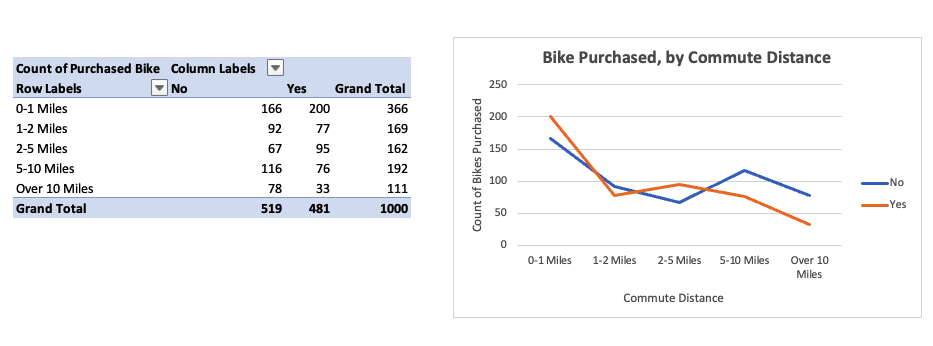 Count of Purchased Bike Column Labels
Row Labels No Yes Grand Total
0-1 Miles 166 200 366
1-2 Miles 92 77 169
2-5 Miles 67 95 162
5-10 Miles 116 76 192
Over 10 Miles 78 33 111
Grand Total 519 481 1000
Bike Purchased, by Commute Distance
Count of Bikes Purchased
250
200
150
100
50
0
0-1 Miles 1-2 Miles 2-5 Miles 5-10 Miles Over 10
Miles
Commute Distance
No
Yes